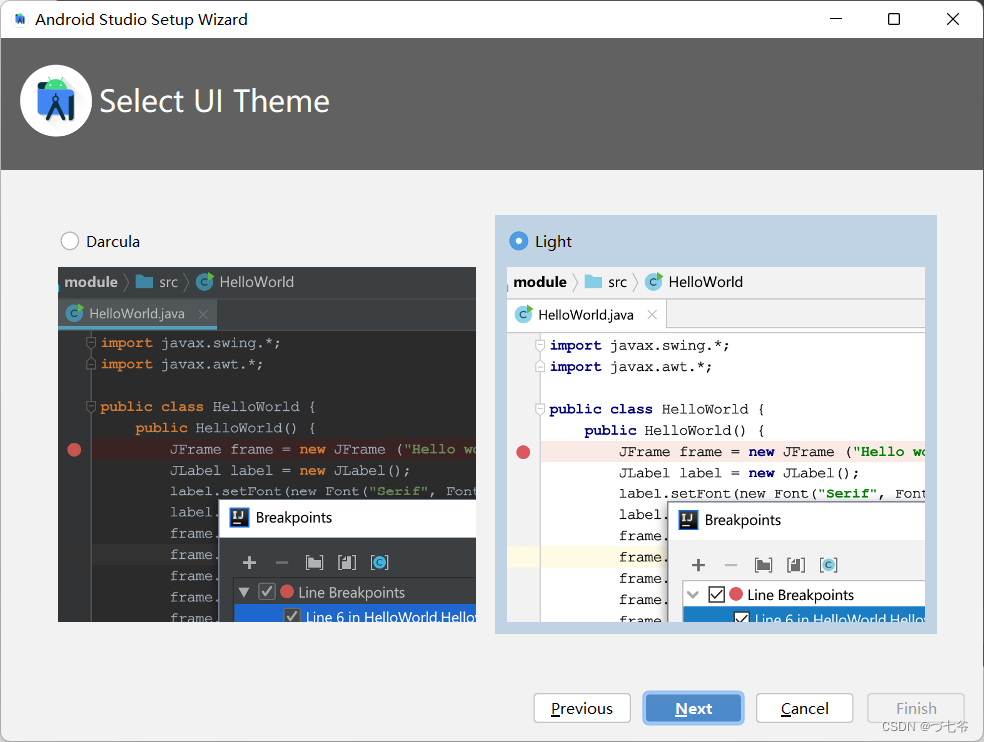 Android Studio Setup Wizard
Select UI Theme
Darcula
module src HelloWorld
HelloWorld.java
import javax.swing.*;
import javax.awt.*;
public class HelloWorld {
public HelloWorld() {
JFrame frame = new JFrame ("Hello wo
JLabel label = new JLabel();
label.setFont(new Font("Serif", Font
label.
frame.
frame.
frame.
frame.
frame.
Breakpoints
Line Breakpoints
Line 6 in HelloWorld.Hello
Light
module src HelloWorld
HelloWorld.java
import javax.swing.*;
import javax.awt.*;
public class HelloWorld {
public HelloWorld() {
JFrame frame = new JFrame ("Hello wo
JLabel label = new JLabel();
label.setFont(new Font("Serif", Font
label.
frame.
frame.
frame.
frame.
frame.
Breakpoints
Line Breakpoints
Line 6 in HelloWorld.Hello
Previous Next Cancel Finish
CSDN @づ七爷